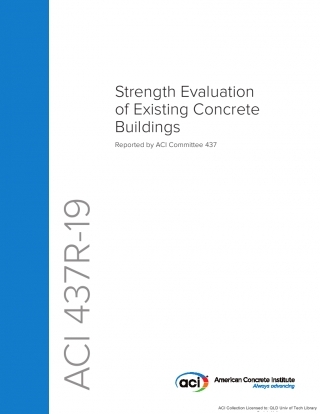 Strength Evaluation
of Existing Concrete
Buildings
Reported by ACI Committee 437
ACI 437R-19
aci
American Concrete Institute
Always advancing
ACI Collection Licensed to: QLD Univ of Tech Library